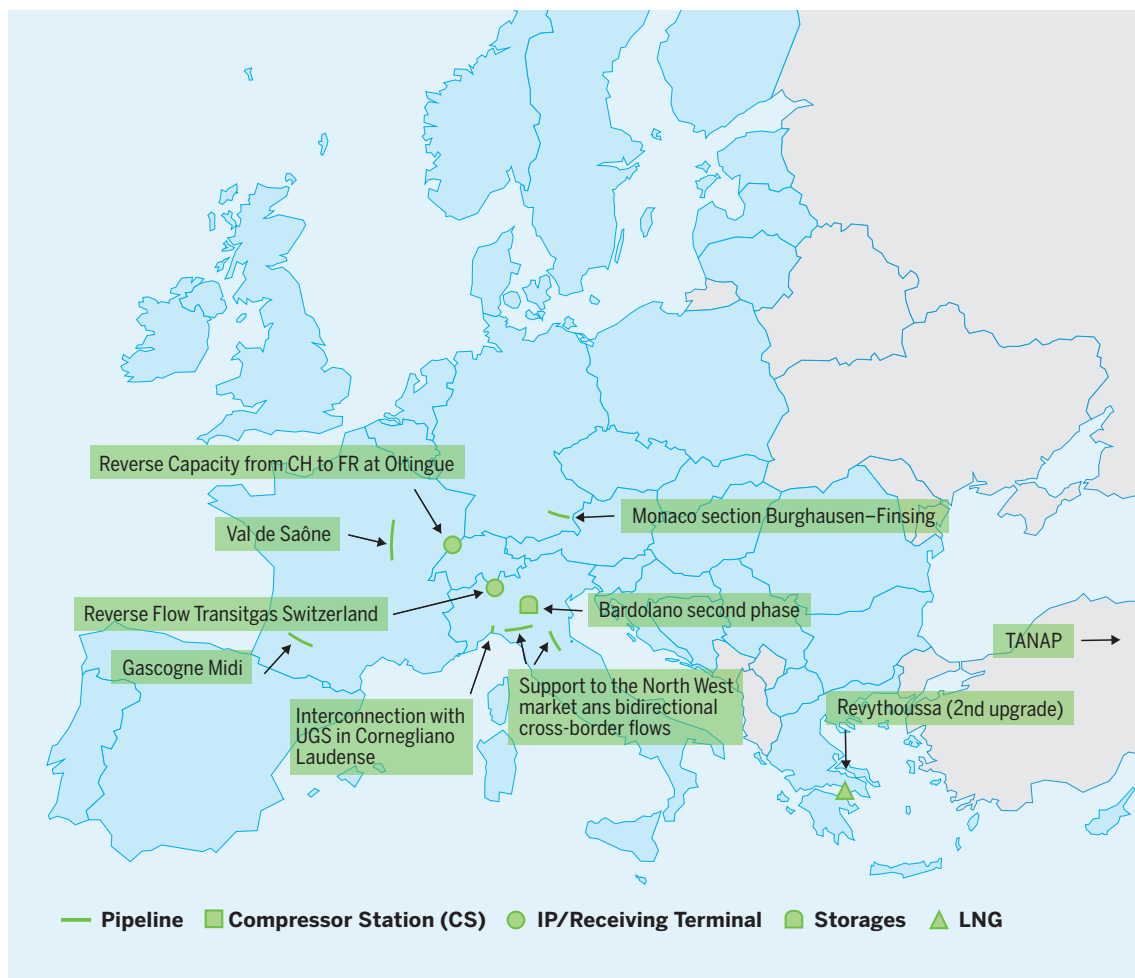 Reverse Capacity from CH to FR at Oltingue
Monaco section Burghausen–Finsing
Val de Saône
Reverse Flow Transitgas Switzerland
Bardolano second phase
TANAP
Gascogne Midi
Support to the North West
market ans bidirectional
cross-border flows
Revythoussa (2nd upgrade)
Interconnection with
UGS in Cornegliano
Laudense
Pipeline
Compressor Station (CS)
IP/Receiving Terminal
Storages
LNG